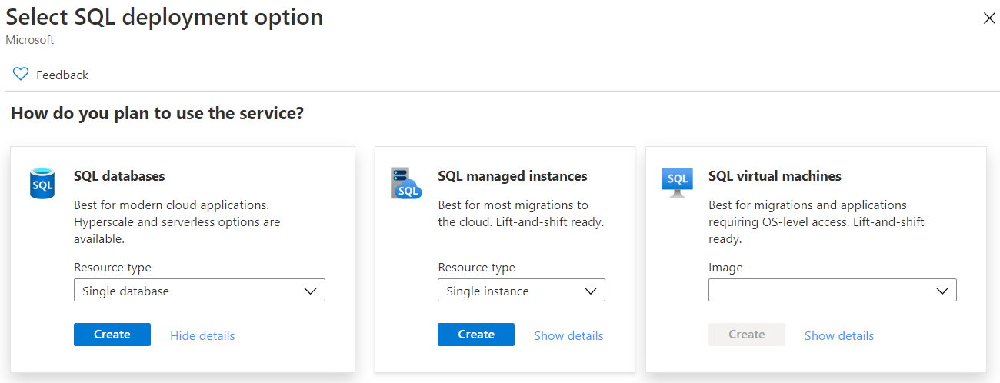 Select SQL deployment option
Microsoft
Feedback
How do you plan to use the service?
SQL
SQL databases
Best for modern cloud applications.
Hyperscale and serverless options are
available.
Resource type
Single database
Create
Hide details
SQL
SQL managed instances
Best for most migrations to
the cloud. Lift-and-shift ready.
Resource type
Single instance
Create
Show details
SQL
SQL virtual machines
Best for migrations and applications
requiring OS-level access. Lift-and-shift
ready.
Image
Create
Show details